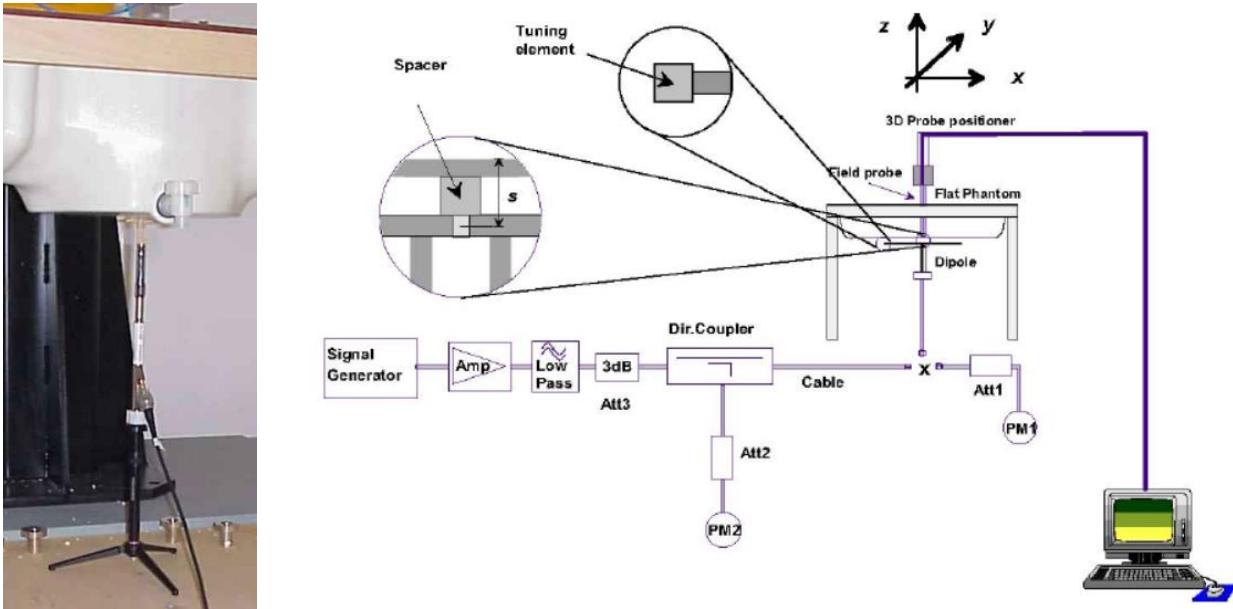 Tuning
element
Spacer
s
z
y
x
3D Probe positioner
Field probe
Flat Phantom
Dipole
Dir.Coupler
Signal
Generator
Amp
Low
Pass
3dB
Att3
Cable
x
Att1
PM1
Att2
PM2